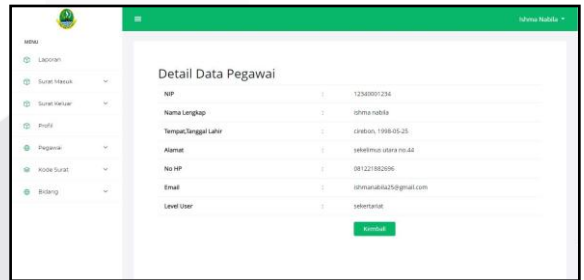 Ishma Nabila
MENU
Laporan
Surat Masuk
Surat Keluar
Profil
Pegawai
Kode Surat
Bidang
Detail Data Pegawai
NIP : 12340001234
Nama Lengkap : ishma nabila
Tempat,Tanggal Lahir : cirebon, 1998-05-25
Alamat : sekelimus utara no.44
No HP : 081221882696
Email : ishmanabila25@gmail.com
Level User : sekertariat
Kembali